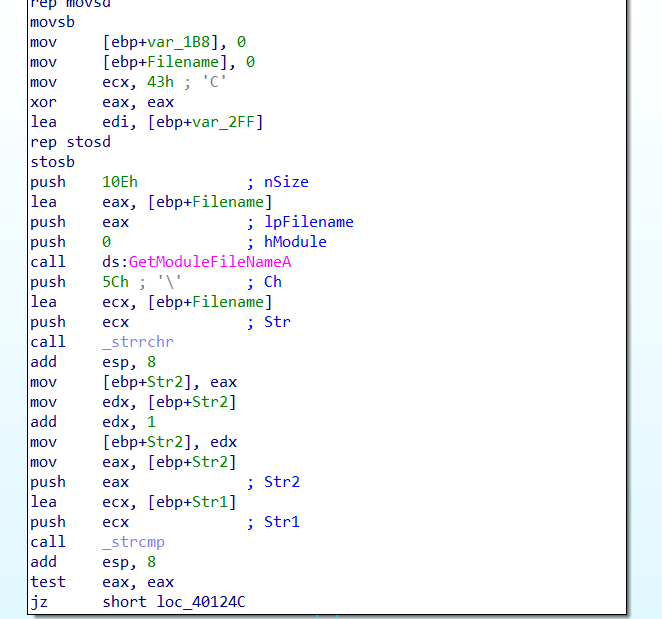 rep movsd
movsb
mov [ebp+var_1B8], 0
mov [ebp+Filename], 0
mov ecx, 43h ; 'C'
xor eax, eax
lea edi, [ebp+var_2FF]
rep stosd
stosb
push 10Eh ; nSize
lea eax, [ebp+Filename]
push eax ; lpFilename
push 0 ; hModule
call ds:GetModuleFileNameA
push 5Ch ; '\' ; Ch
lea ecx, [ebp+Filename]
push ecx ; Str
call _strrchr
add esp, 8
mov [ebp+Str2], eax
mov edx, [ebp+Str2]
add edx, 1
mov [ebp+Str2], edx
mov eax, [ebp+Str2]
push eax ; Str2
lea ecx, [ebp+Str1]
push ecx ; Str1
call _strcmp
add esp, 8
test eax, eax
jz short loc_40124C